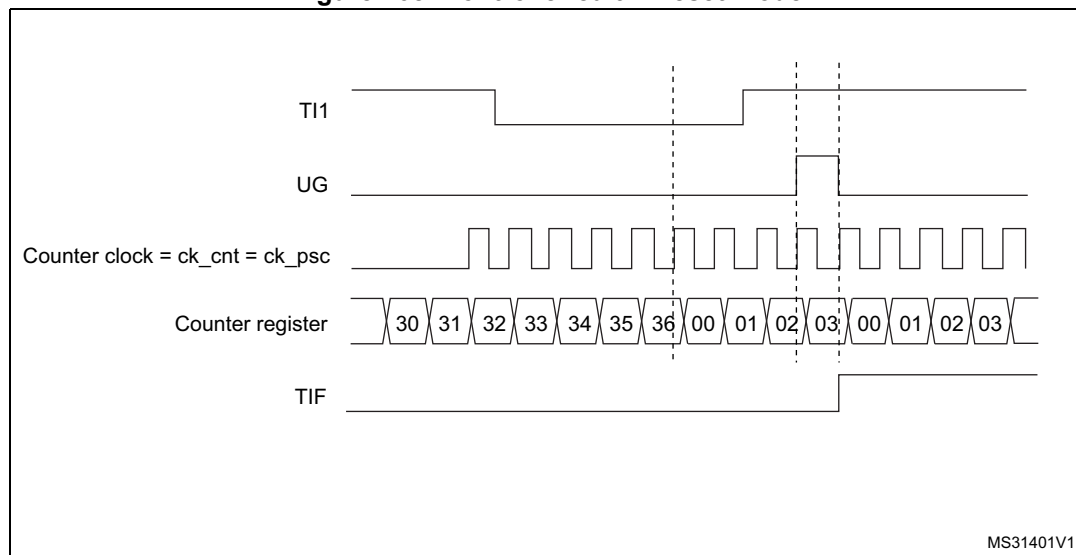 TI1
UG
Counter clock = ck_cnt = ck_psc
Counter register 30 31 32 33 34 35 36 00 01 02 03 00 01 02 03
TIF
MS31401V1